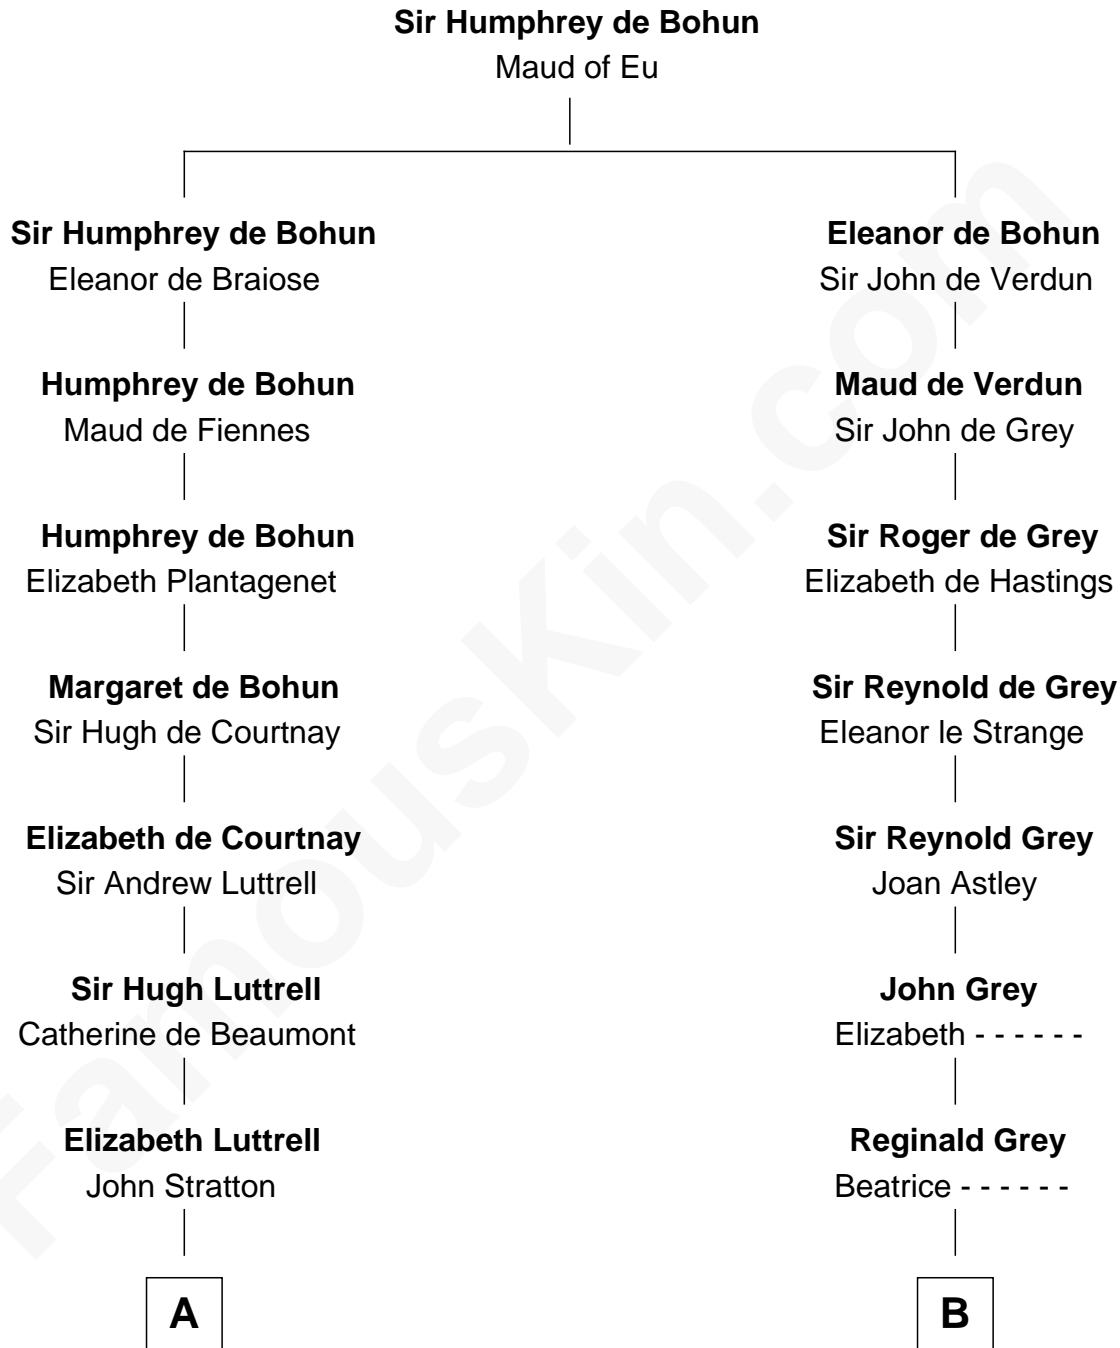 Sir Humphrey de Bohun
Maud of Eu
Sir Humphrey de Bohun
Eleanor de Braiose
Humphrey de Bohun
Maud de Fiennes
Humphrey de Bohun
Elizabeth Plantagenet
Margaret de Bohun
Sir Hugh de Courtnay
Elizabeth de Courtnay
Sir Andrew Luttrell
Sir Hugh Luttrell
Catherine de Beaumont
Elizabeth Luttrell
John Stratton
A
Eleanor de Bohun
Sir John de Verdun
Maud de Verdun
Sir John de Grey
Sir Roger de Grey
Elizabeth de Hastings
Sir Reynold de Grey
Eleanor le Strange
Sir Reynold Grey
Joan Astley
John Grey
Elizabeth - - - - - -
Reginald Grey
Beatrice - - - - - -
B
FamousKin.com